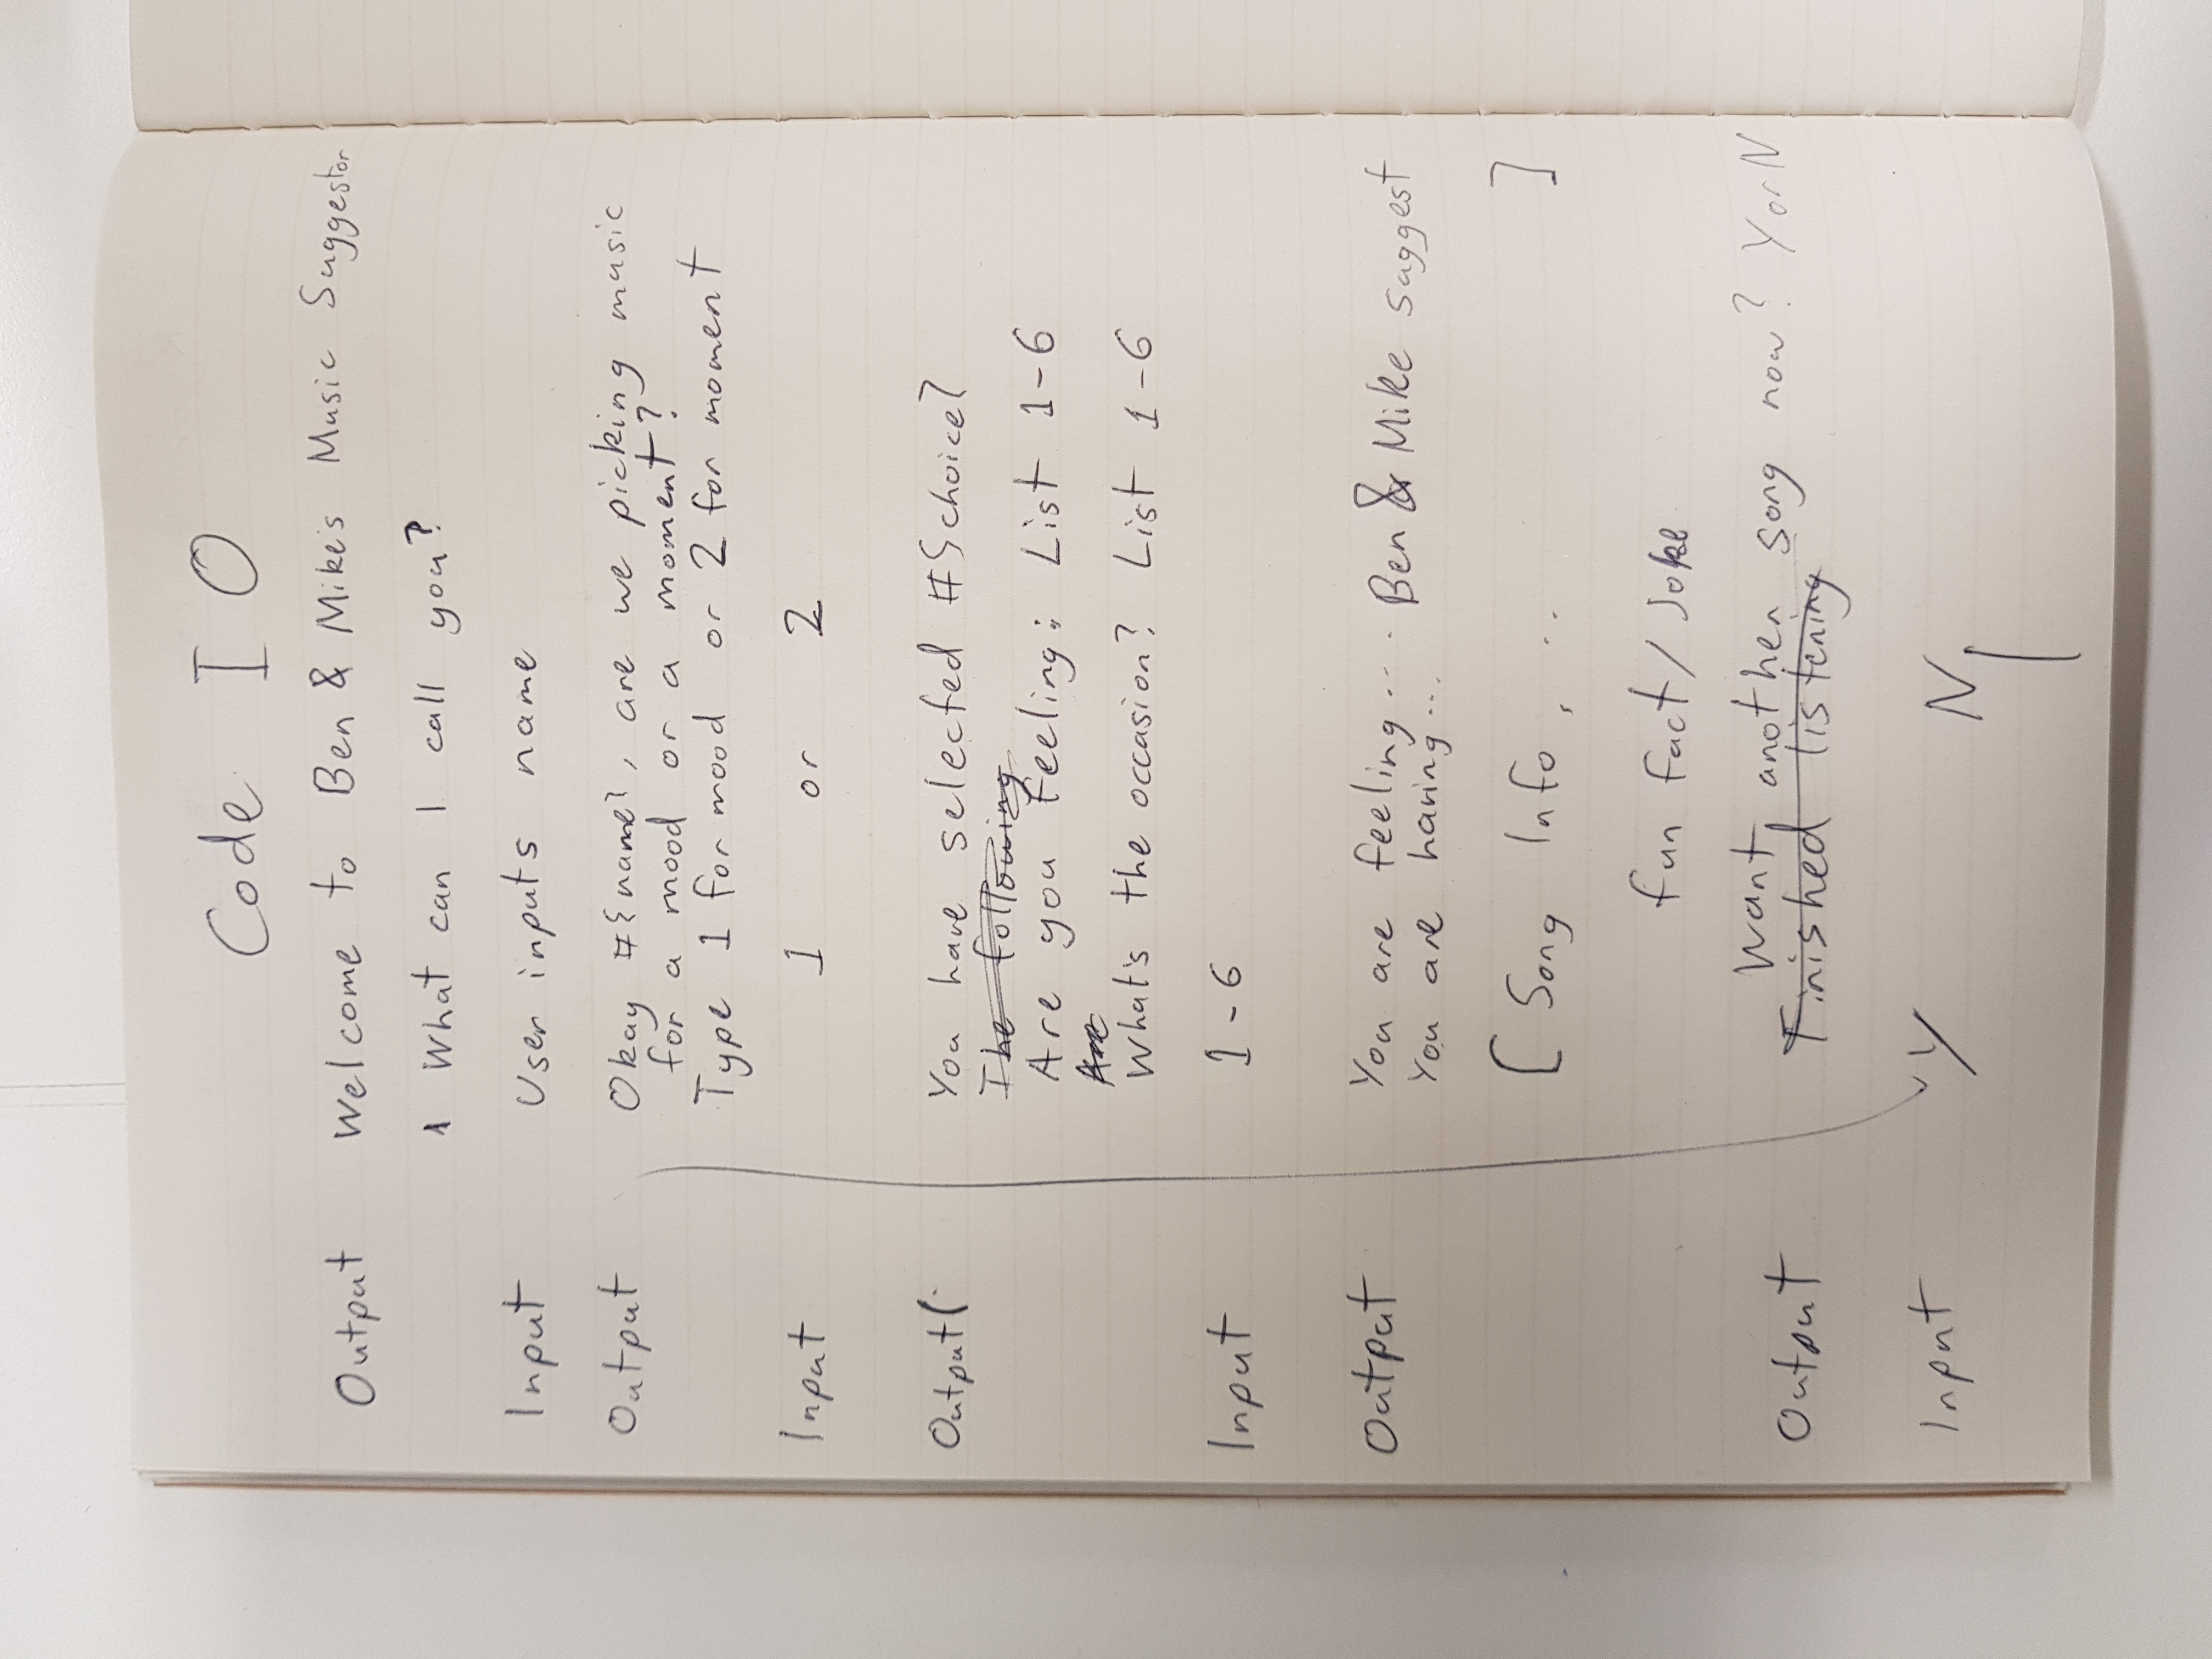 Code I O
Output Welcome to Ben & Mike's Music Suggestor
1 What can I call you?
Input User inputs name
Output Okay #{name}, are we picking music
for a mood or a moment?
Type 1 for mood or 2 for moment
Input 1 or 2
Output You have selected #{choice}
The following
Are you feeling: List 1-6
Are
What's the occasion? List 1-6
Input 1-6
Output You are feeling... Ben & Mike suggest
You are having...
[Song Info ... ]
fun fact/Joke
Want another song now? Y or N
Output Finished listening
Input Y N